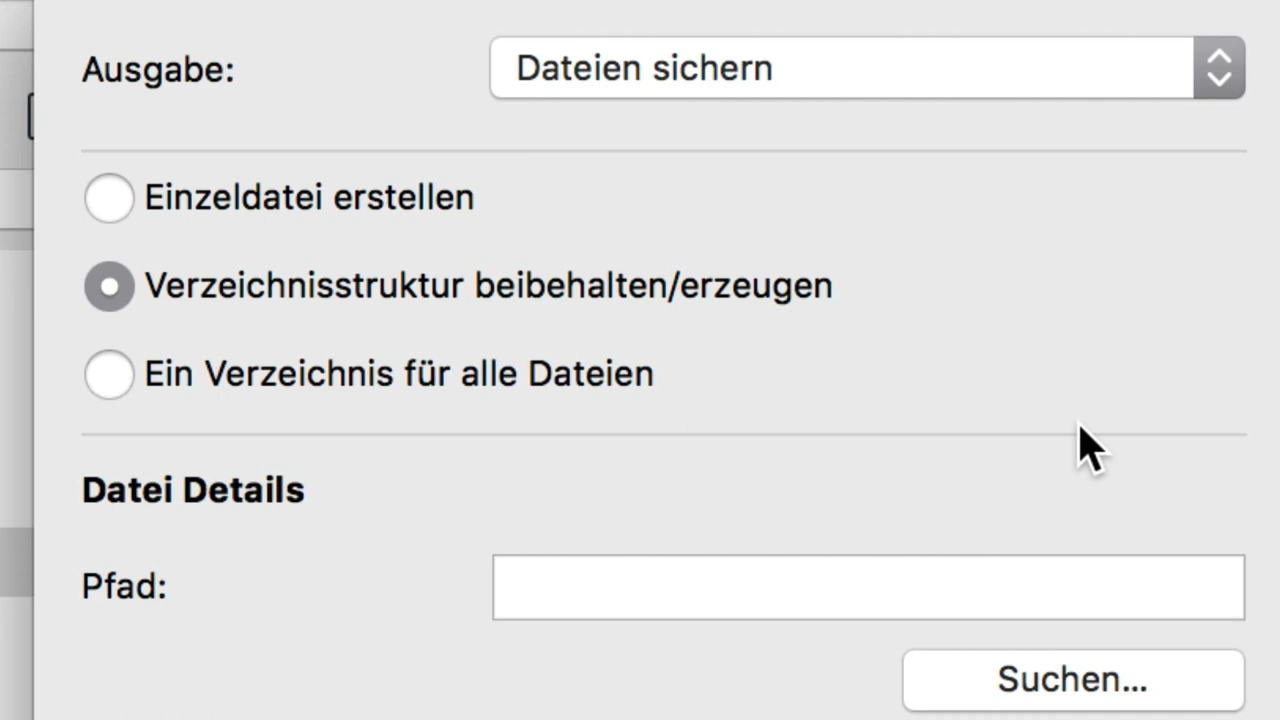 Ausgabe: Dateien sichern
Einzeldatei erstellen
Verzeichnisstruktur beibehalten/erzeugen
Ein Verzeichnis für alle Dateien
Datei Details
Pfad:
Suchen...